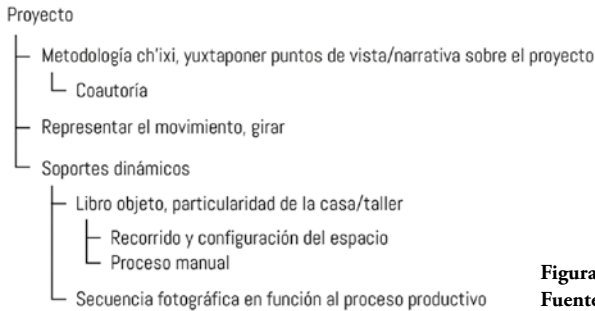 Proyecto
Metodología ch'ixi, yuxtaponer puntos de vista/narrativa sobre el proyecto
Coautoría
Representar el movimiento, girar
Soportes dinámicos
Libro objeto, particularidad de la casa/taller
Recorrido y configuración del espacio
Proceso manual
Secuencia fotográfica en función al proceso productivo
Figura
Fuente